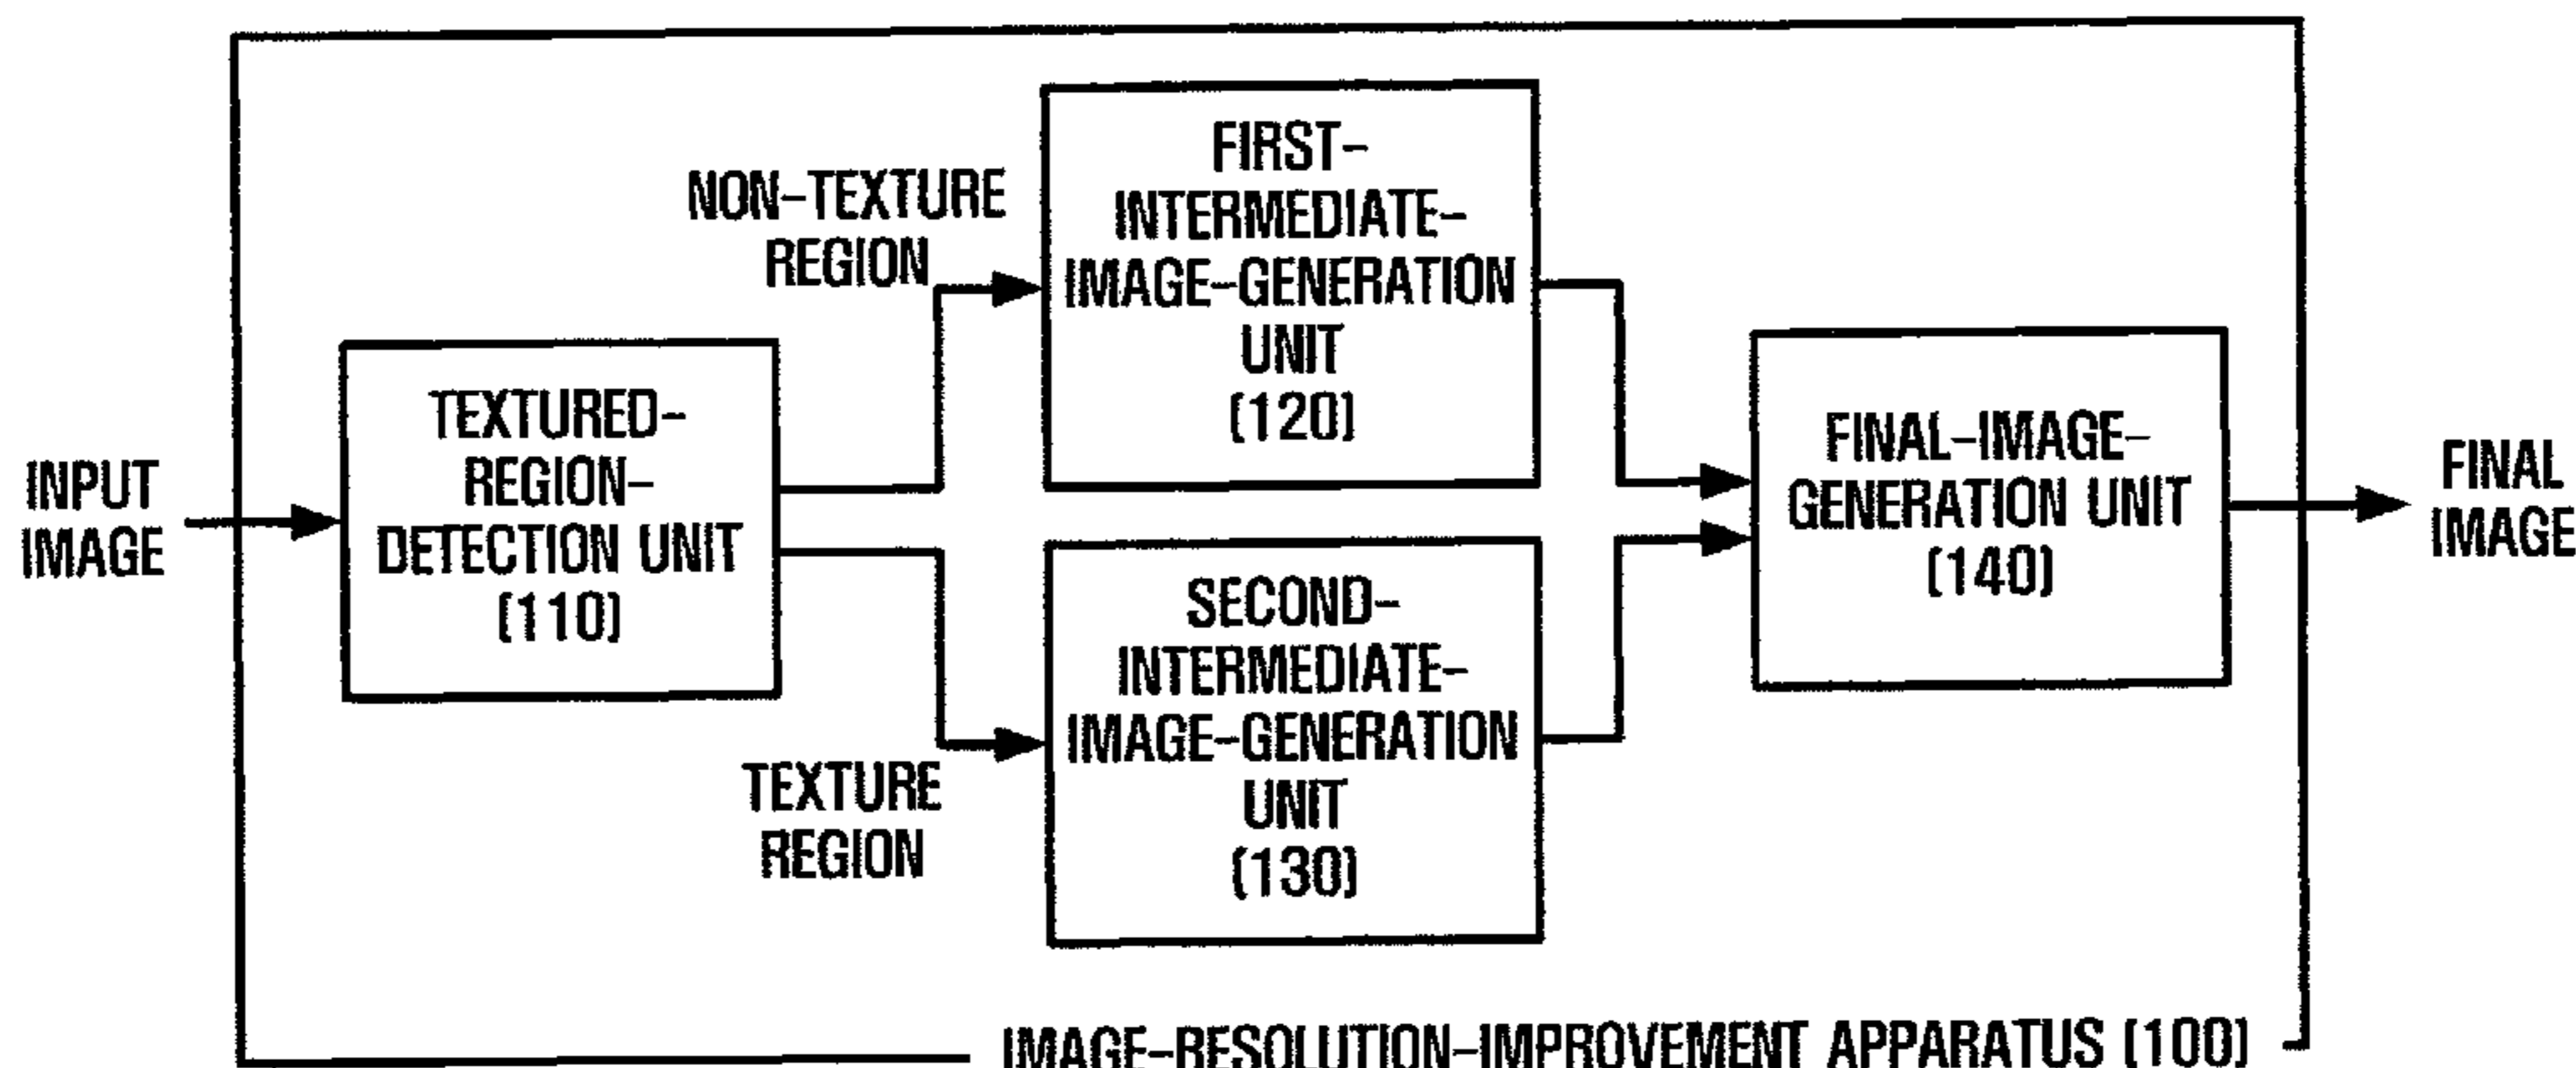 INPUT
IMAGE
TEXTURED-
REGION-
DETECTION UNIT
(110)
NON-TEXTURE
REGION
TEXTURE
REGION
FIRST-
INTERMEDIATE-
IMAGE-GENERATION
UNIT
(120)
SECOND-
INTERMEDIATE-
IMAGE-GENERATION
UNIT
(130)
FINAL-IMAGE-
GENERATION UNIT
(140)
FINAL
IMAGE
IMAGE-RESOLUTION-IMPROVEMENT APPARATUS (100)